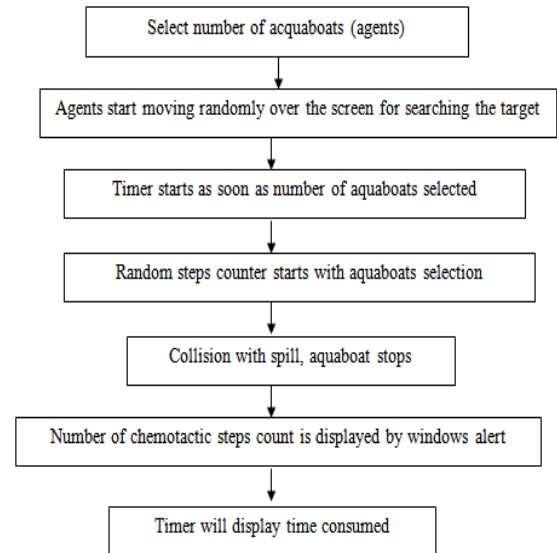 Select number of acquaboats (agents)
Agents start moving randomly over the screen for searching the target
Timer starts as soon as number of aquaboats selected
Random steps counter starts with aquaboats selection
Collision with spill, aquaboat stops
Number of chemotactic steps count is displayed by windows alert
Timer will display time consumed